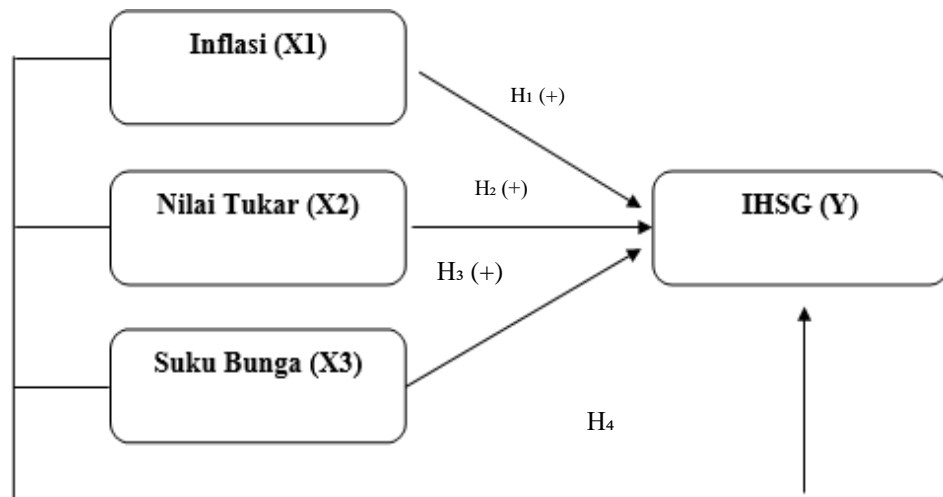 Inflasi (X1)
H₁ (+)
Nilai Tukar (X2)
H₂ (+)
IHSG (Y)
H₃ (+)
Suku Bunga (X3)
H₄